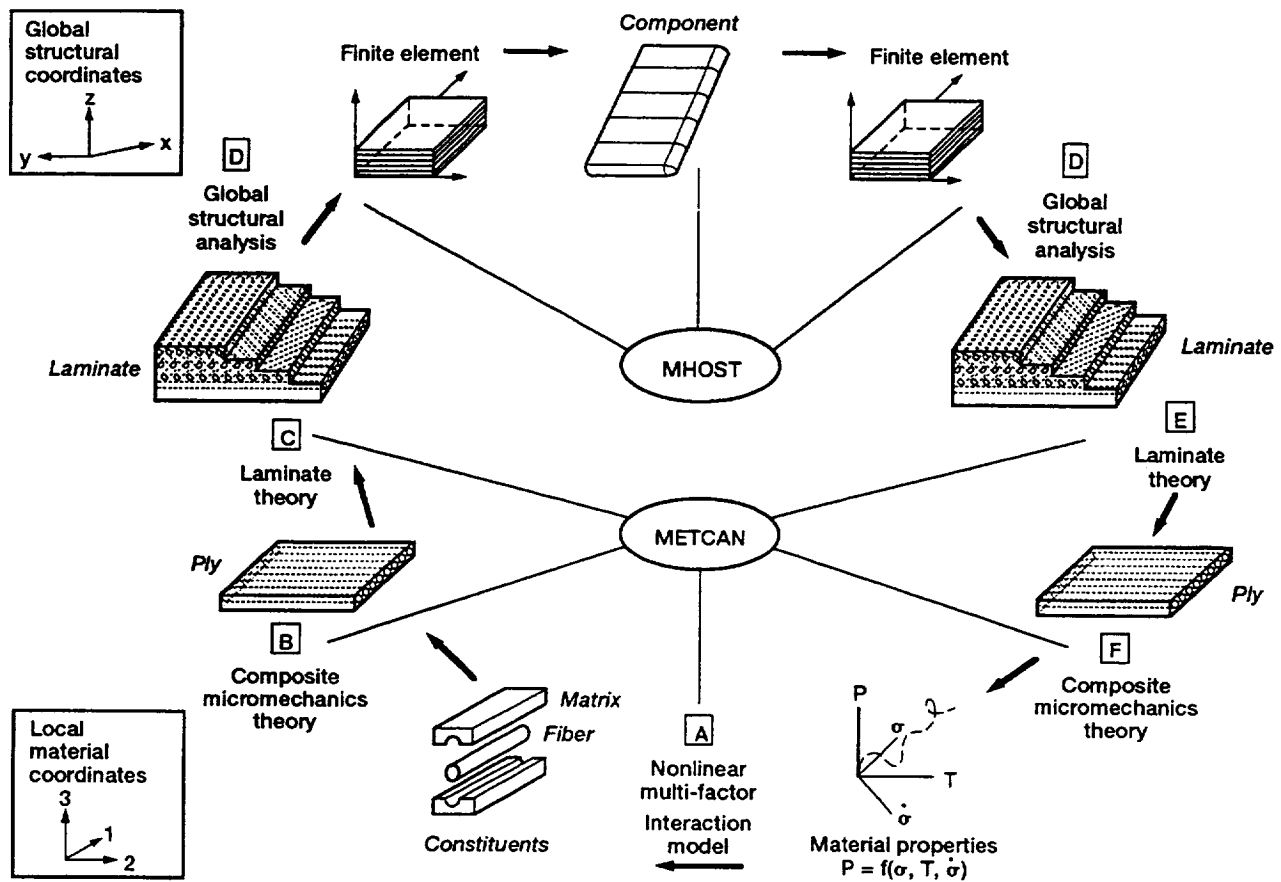 Global
structural
coordinates
z
y
x
Finite element
Component
Finite element
D
Global
structural
analysis
D
Global
structural
analysis
Laminate
MHOST
Laminate
C
Laminate
theory
E
Laminate
theory
METCAN
Ply
Ply
B
Composite
micromechanics
theory
F
Composite
micromechanics
theory
Local
material
coordinates
3
1
2
Matrix
Fiber
Constituents
A
Nonlinear
multi-factor
Interaction
model
P
σ
T
σ̇
Material properties
P = f(σ, T, σ̇)